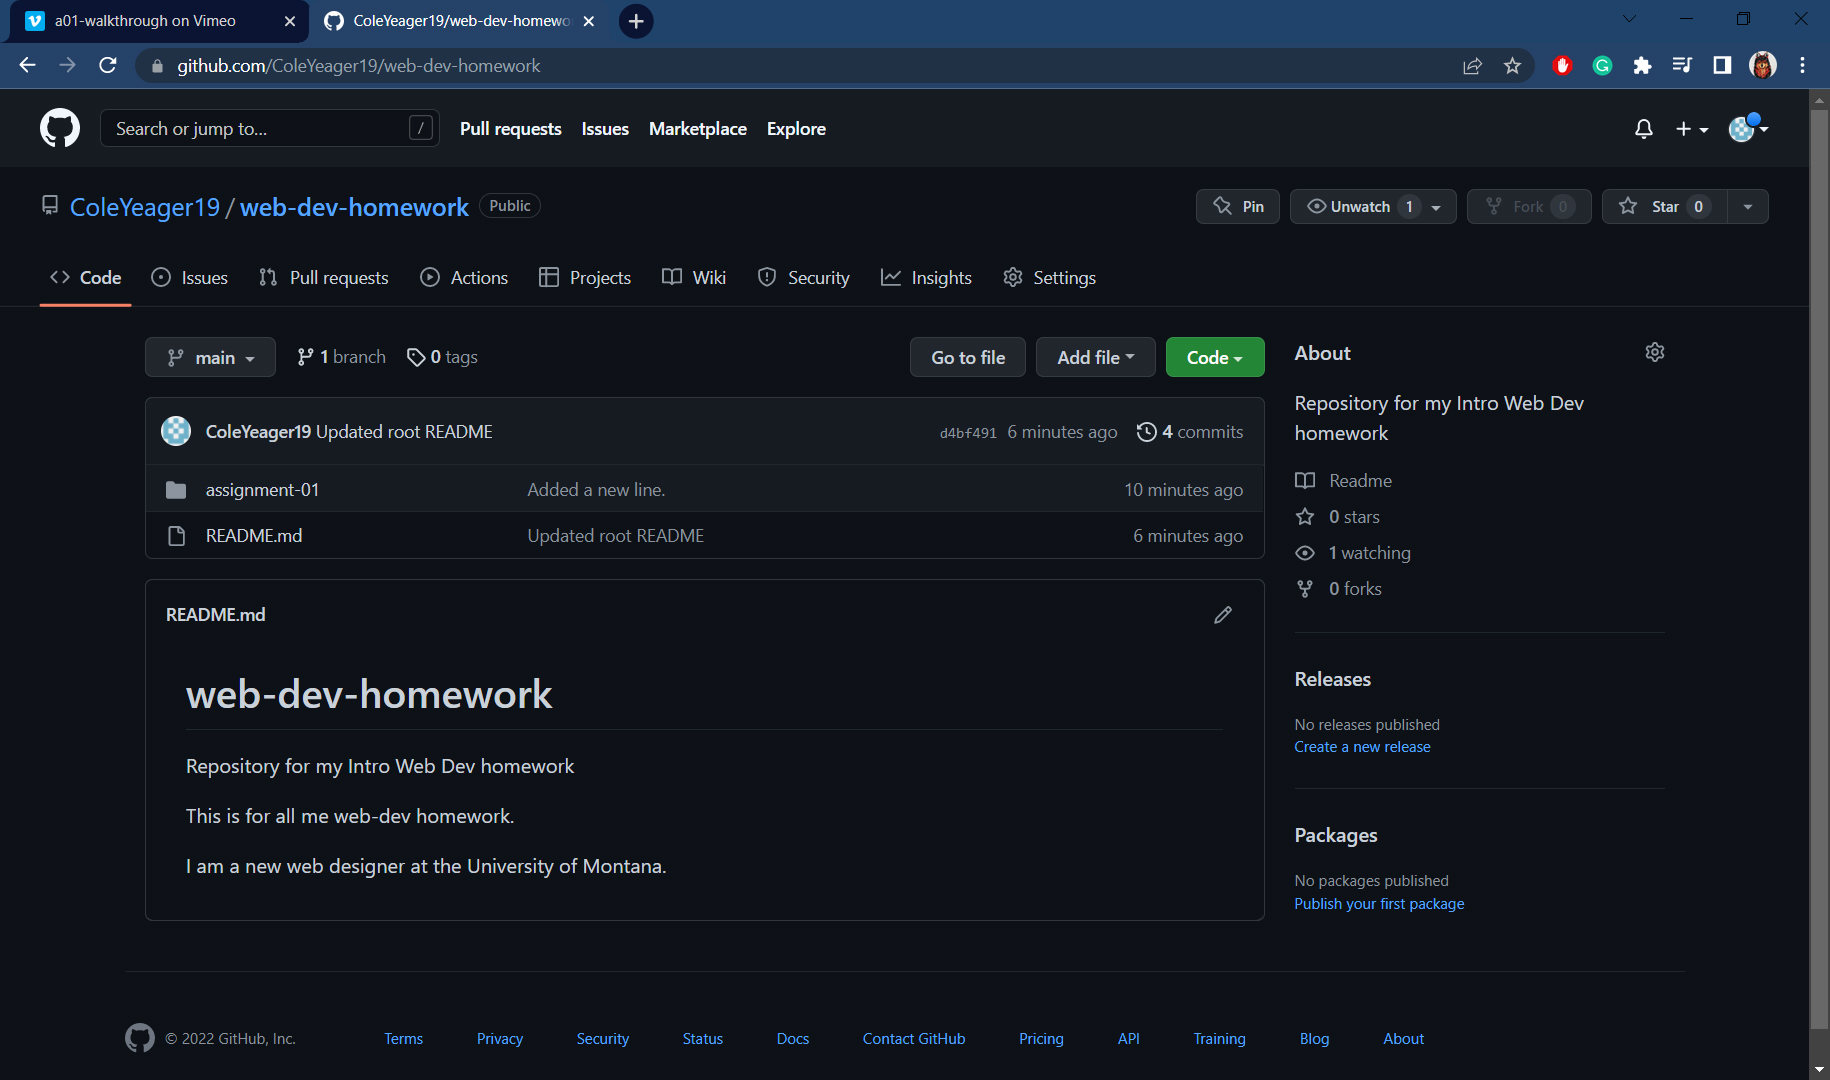 a01-walkthrough on Vimeo
ColeYeager19/web-dev-homewo
github.com/ColeYeager19/web-dev-homework
Search or jump to... /
Pull requests Issues Marketplace Explore
ColeYeager19 / web-dev-homework Public
Pin Unwatch 1 Fork 0 Star 0
Code Issues Pull requests Actions Projects Wiki Security Insights Settings
main 1 branch 0 tags Go to file Add file Code
ColeYeager19 Updated root README d4bf491 6 minutes ago 4 commits
assignment-01 Added a new line. 10 minutes ago
README.md Updated root README 6 minutes ago
README.md
web-dev-homework
Repository for my Intro Web Dev homework
This is for all me web-dev homework.
I am a new web designer at the University of Montana.
About
Repository for my Intro Web Dev
homework
Readme
0 stars
1 watching
0 forks
Releases
No releases published
Create a new release
Packages
No packages published
Publish your first package
© 2022 GitHub, Inc. Terms Privacy Security Status Docs Contact GitHub Pricing API Training Blog About